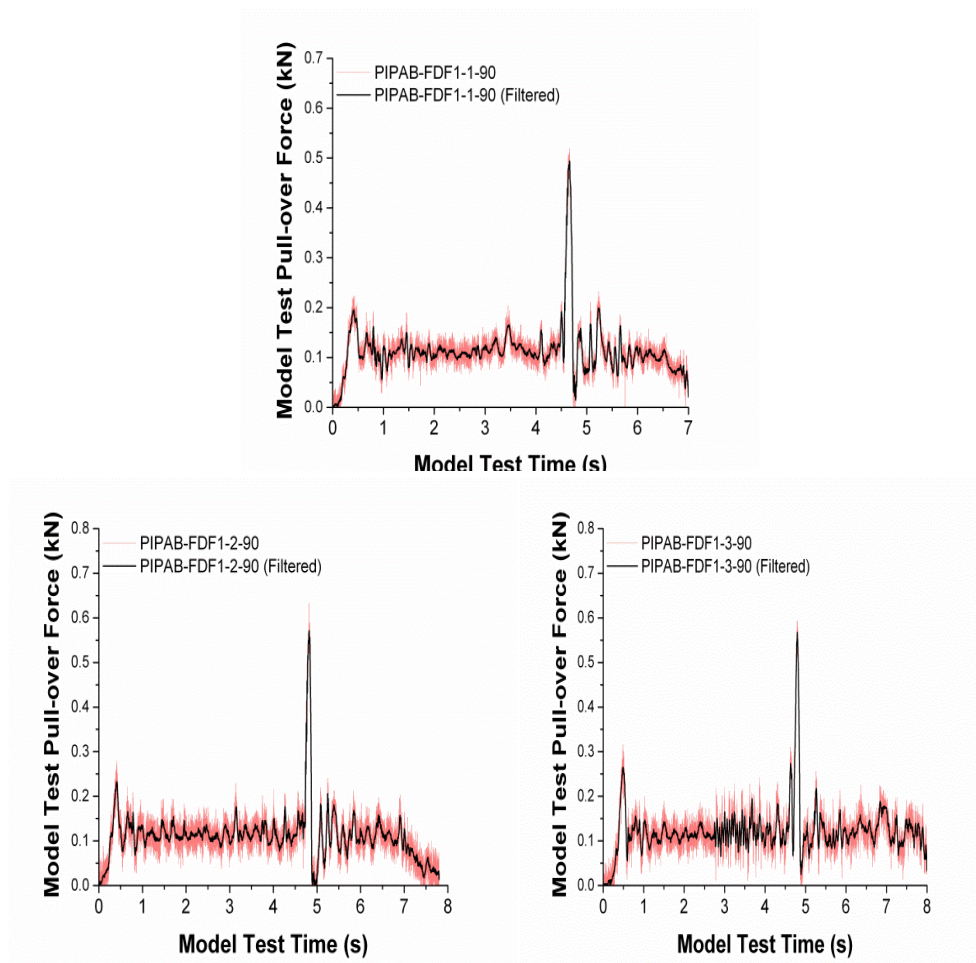 Model Test Pull-over Force (kN)
0.7
0.6
0.5
0.4
0.3
0.2
0.1
0.0
PIPAB-FDF1-1-90
PIPAB-FDF1-1-90 (Filtered)
0 1 2 3 4 5 6 7
Model Test Time (s)
Model Test Pull-over Force (kN)
0.8
0.7
0.6
0.5
0.4
0.3
0.2
0.1
0.0
PIPAB-FDF1-2-90
PIPAB-FDF1-2-90 (Filtered)
0 1 2 3 4 5 6 7 8
Model Test Time (s)
Model Test Pull-over Force (kN)
0.8
0.7
0.6
0.5
0.4
0.3
0.2
0.1
0.0
PIPAB-FDF1-3-90
PIPAB-FDF1-3-90 (Filtered)
0 1 2 3 4 5 6 7 8
Model Test Time (s)